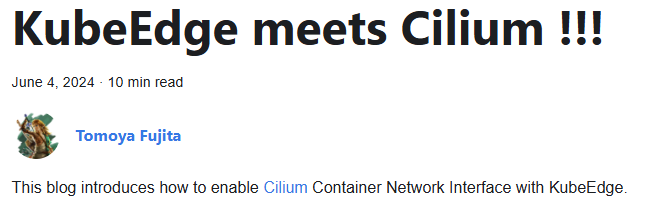 KubeEdge meets Cilium !!!
June 4, 2024 · 10 min read
Tomoya Fujita
This blog introduces how to enable Cilium Container Network Interface with KubeEdge.